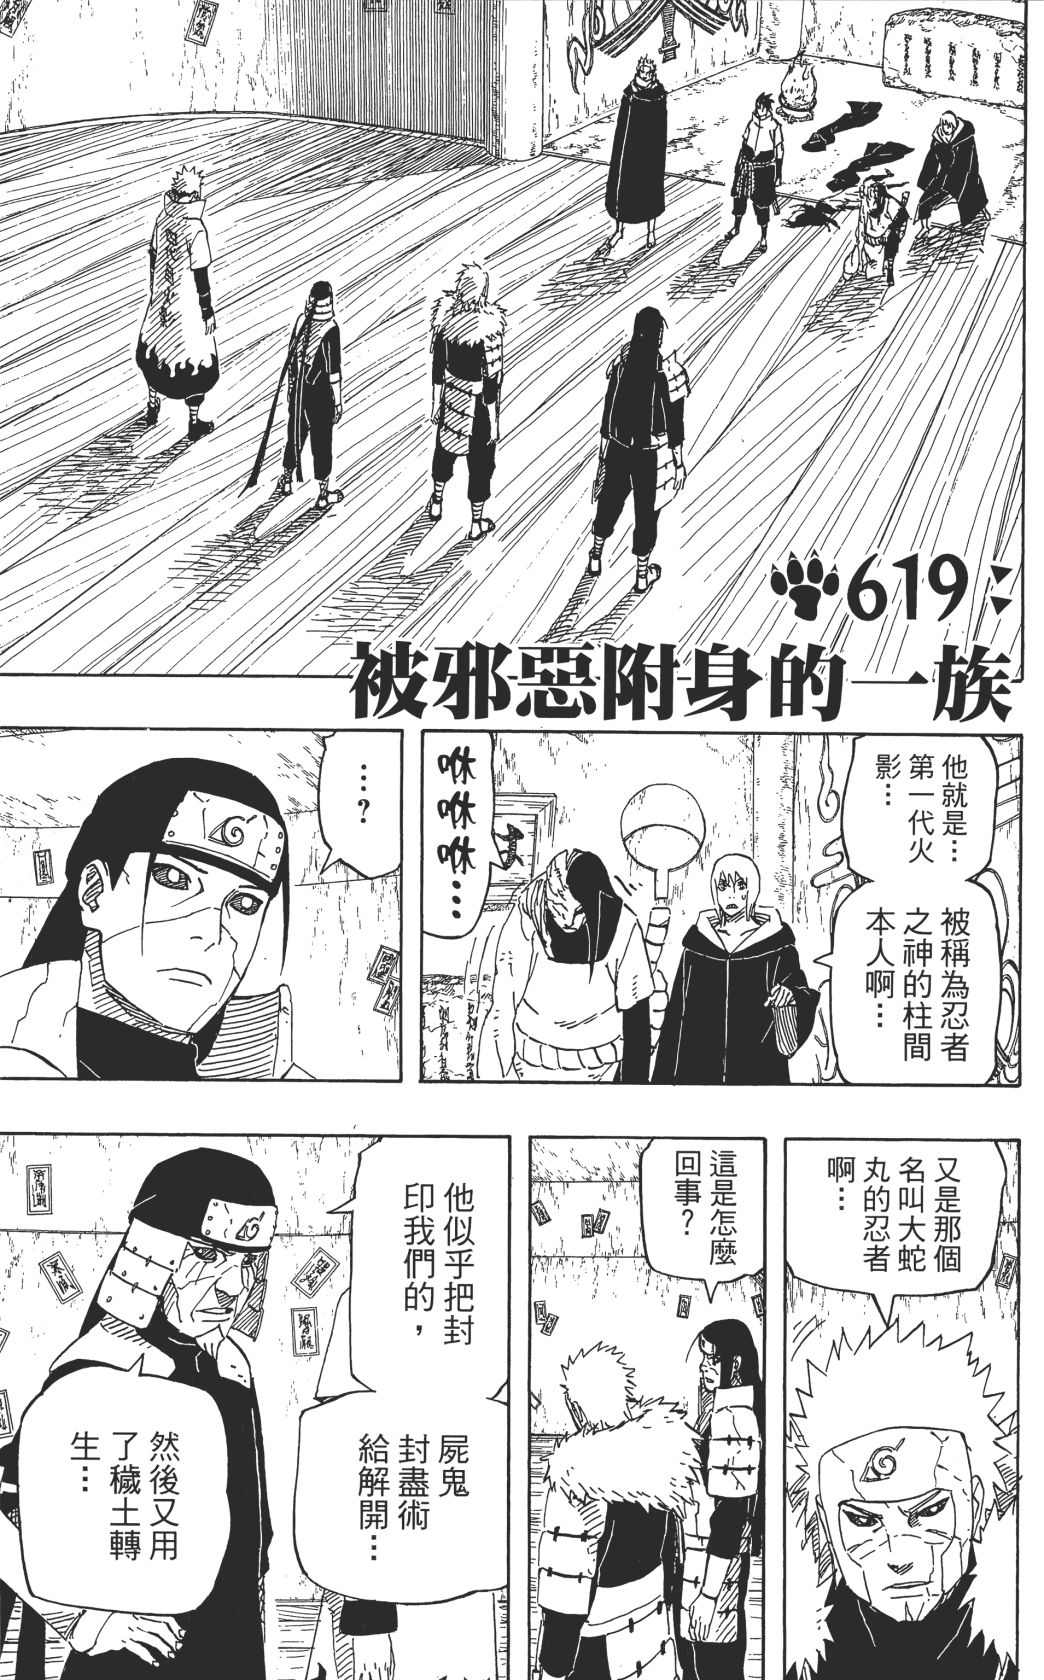 619:
被邪惡附身的一族
他就是…
第一代火
影…
被稱為忍者
之神的柱間
本人啊…
咻
咻
咻
咻…
…?
又是那個
名叫大蛇
丸的忍者
啊…
這是怎麼
回事?
他似乎把封
印我們的,
屍鬼
封盡術
給解開…
然後又用
了穢土轉
生…